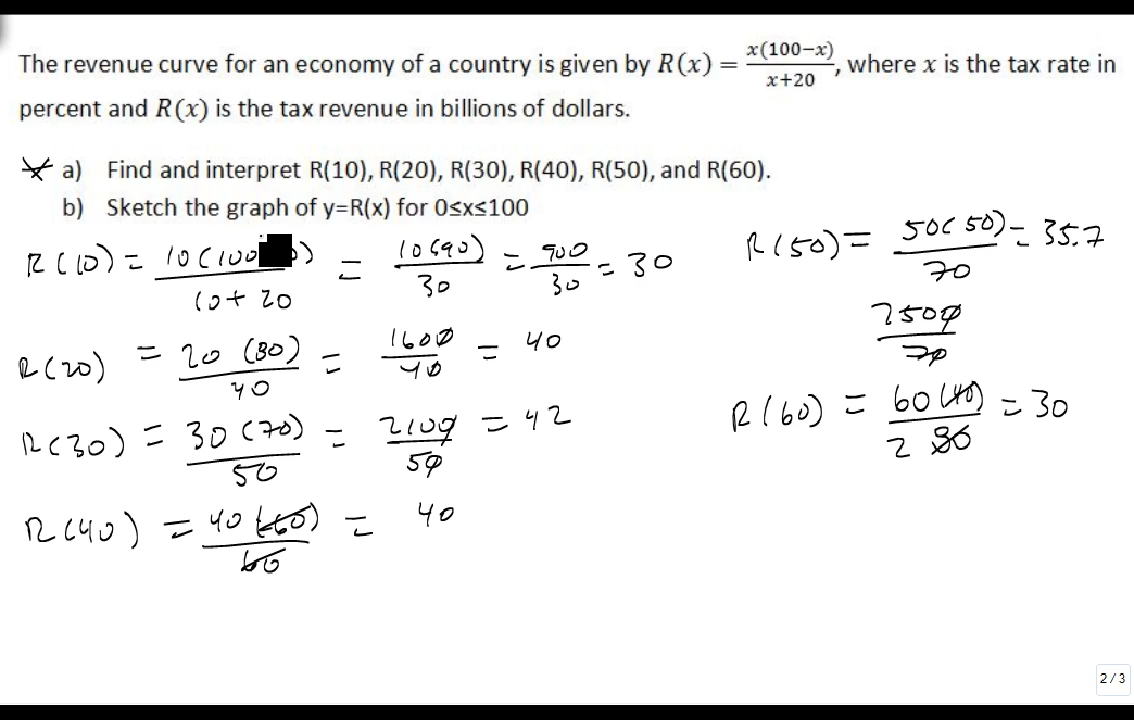 The revenue curve for an economy of a country is given by R(x) = x(100−x)/x+20, where x is the tax rate in
percent and R(x) is the tax revenue in billions of dollars.
a) Find and interpret R(10), R(20), R(30), R(40), R(50), and R(60).
b) Sketch the graph of y=R(x) for 0≤x≤100
R(10) = 10(100 0)/10+20 = 10(90)/30 = 900/30 = 30
R(20) = 20(80)/40 = 1600/40 = 40
R(30) = 30(70)/50 = 2100/50 = 42
R(40) = 40(60)/60 = 40
R(50) = 50(50)/70 = 35.7
2500/70
R(60) = 60(40)/2 80 = 30
2/3